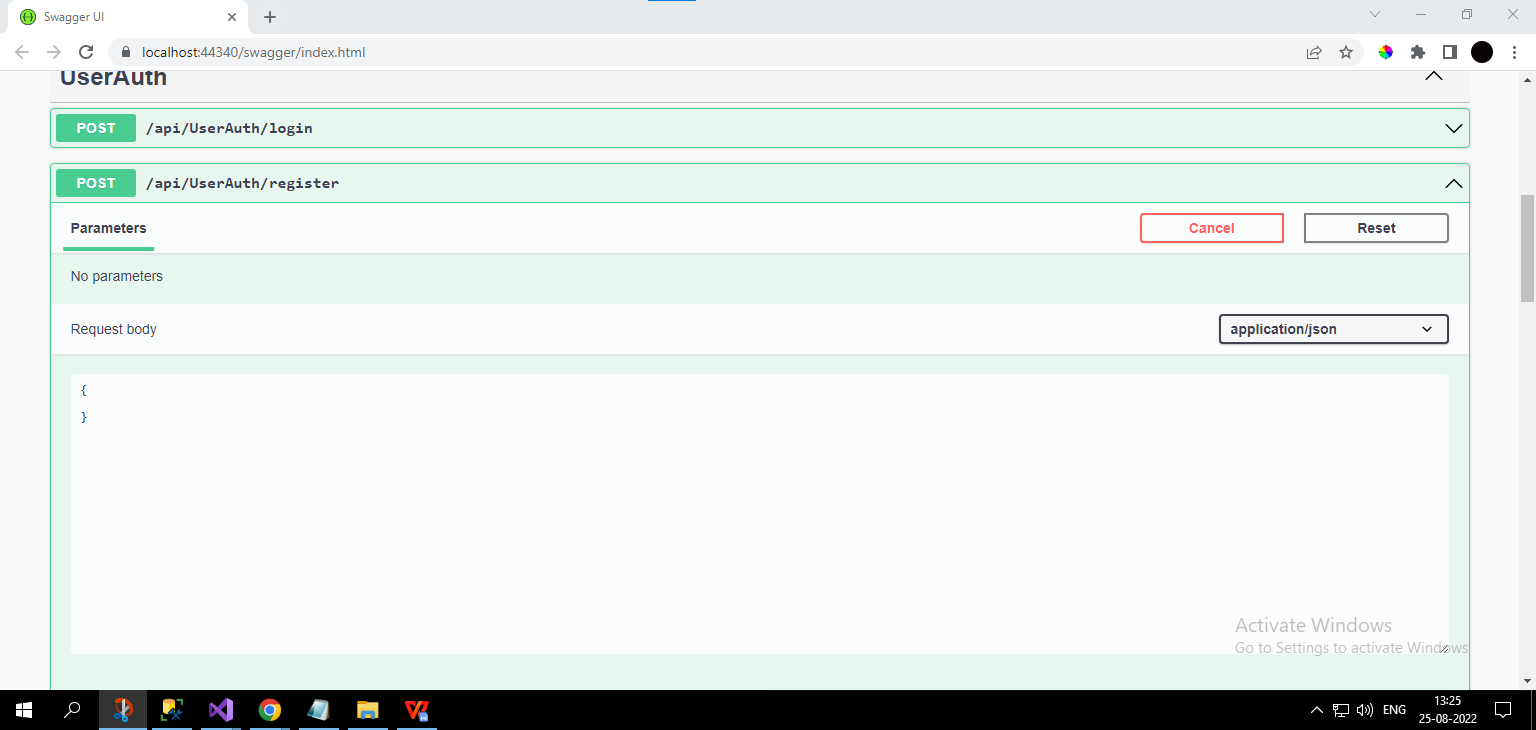 Swagger UI
localhost:44340/swagger/index.html
UserAuth
POST /api/UserAuth/login
POST /api/UserAuth/register
Parameters
Cancel
Reset
No parameters
Request body
application/json
{
}
Activate Windows
Go to Settings to activate Windows.
ENG
13:25
25-08-2022